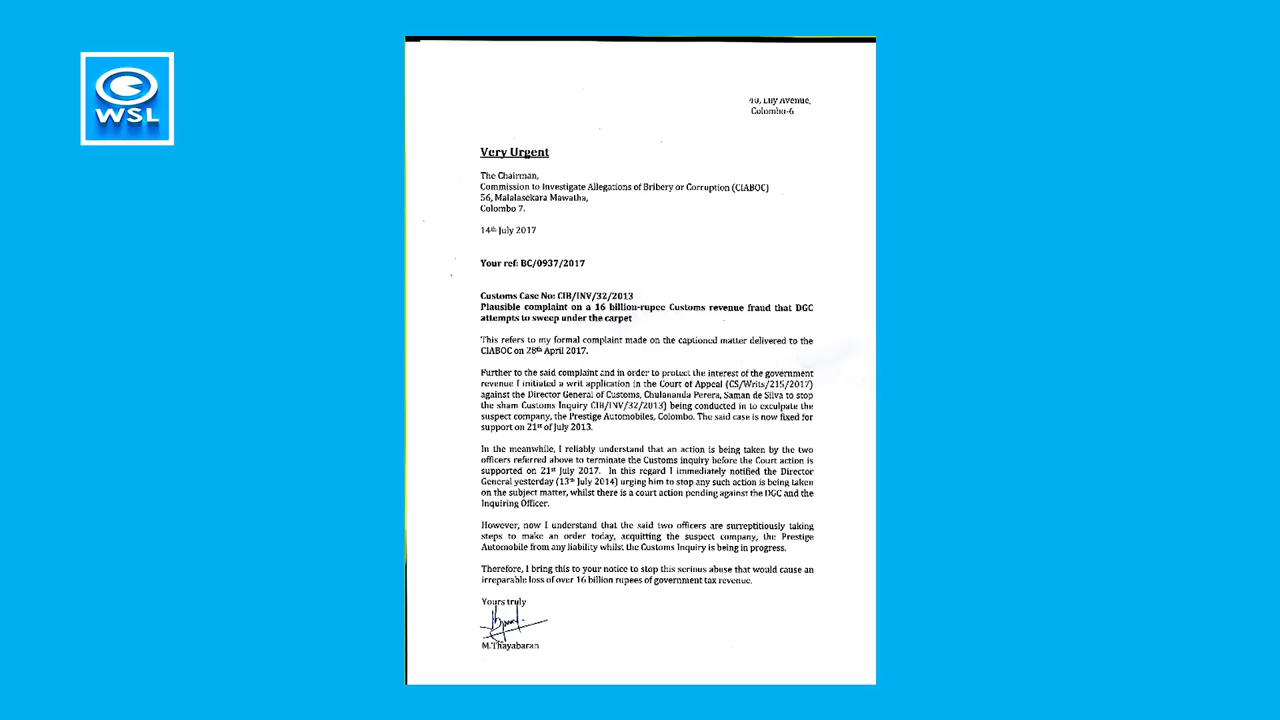 WSL
40, Lily Avenue,
Colombo-6
Very Urgent
The Chairman,
Commission to Investigate Allegations of Bribery or Corruption (CIABOC)
56, Malalasekara Mawatha,
Colombo 7.
14th July 2017
Your ref: BC/0937/2017
Customs Case No: CIB/INV/32/2013
Plausible complaint on a 16 billion-rupee Customs revenue fraud that DGC
attempts to sweep under the carpet
This refers to my formal complaint made on the captioned matter delivered to the
CIABOC on 28th April 2017.
Further to the said complaint and in order to protect the interest of the government
revenue I initiated a writ application in the Court of Appeal (CS/Writs/215/2017)
against the Director General of Customs, Chulananda Perera, Saman de Silva to stop
the sham Customs Inquiry CIB/INV/32/2013) being conducted in to exculpate the
suspect company, the Prestige Automobiles, Colombo. The said case is now fixed for
support on 21st of July 2013.
In the meanwhile, I reliably understand that an action is being taken by the two
officers referred above to terminate the Customs inquiry before the Court action is
supported on 21st July 2017. In this regard I immediately notified the Director
General yesterday (13th July 2014) urging him to stop any such action is being taken
on the subject matter, whilst there is a court action pending against the DGC and the
Inquiring Officer.
However, now I understand that the said two officers are surreptitiously taking
steps to make an order today, acquitting the suspect company, the Prestige
Automobile from any liability whilst the Customs Inquiry is being in progress.
Therefore, I bring this to your notice to stop this serious abuse that would cause an
irreparable loss of over 16 billion rupees of government tax revenue.
Yours truly
M.Thayabaran